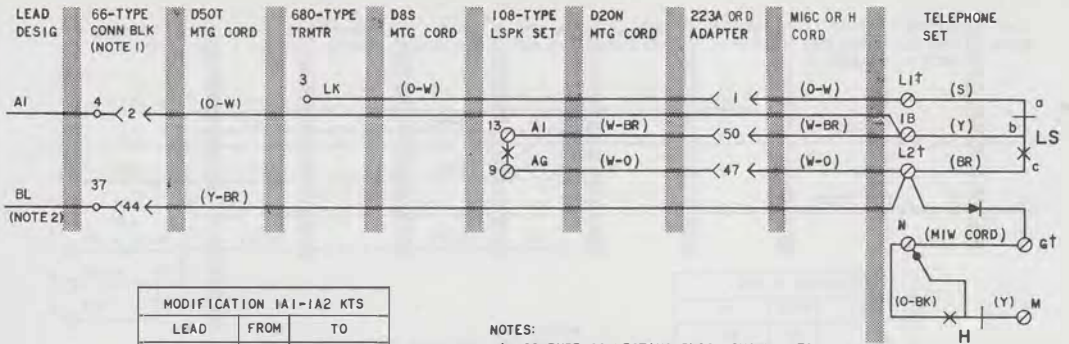 LEAD DESIG
66-TYPE CONN BLK (NOTE 1)
D50T MTG CORD
680-TYPE TRMTR
D8S MTG CORD
108-TYPE LSPK SET
D20N MTG CORD
223A ORD ADAPTER
M16C OR H CORD
TELEPHONE SET
3 LK (O-W) 1 (O-W) L1† (S) a
A1 4 2 (O-W) 1B
13 A1 (W-BR) 50 (W-BR) (Y) b LS
9 AG (W-O) 47 (W-O) L2† (BR) c
BL (NOTE 2) 37 44 (Y-BR)
N (M1W CORD) G†
(O-BK) (Y) M
H
MODIFICATION 1A1-1A2 KTS
LEAD FROM TO
NOTES: